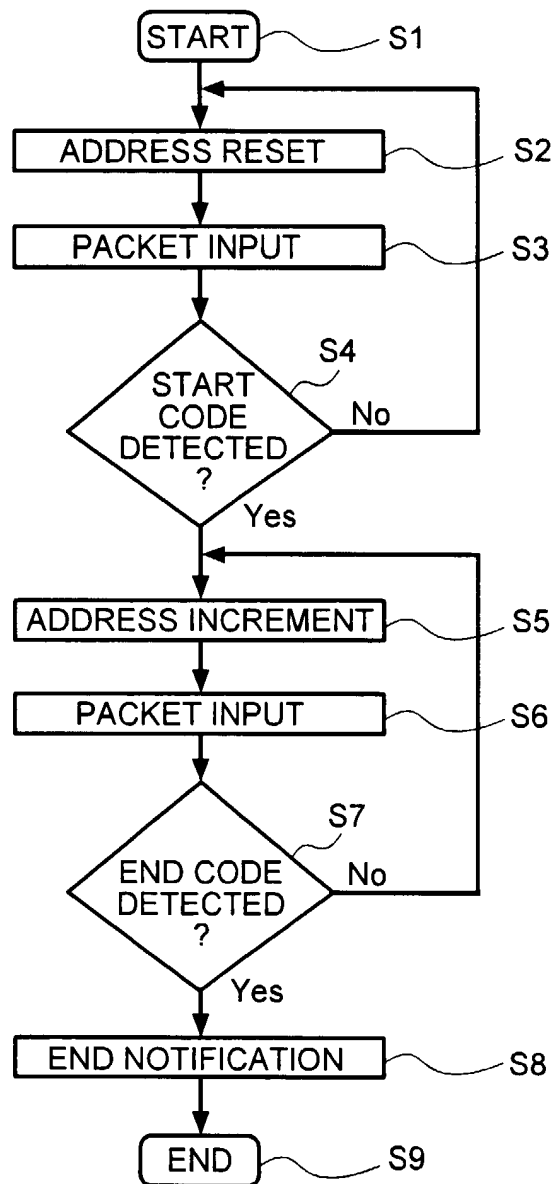 START
S1
ADDRESS RESET
S2
PACKET INPUT
S3
S4
START
CODE
DETECTED
?
No
Yes
ADDRESS INCREMENT
S5
PACKET INPUT
S6
S7
END CODE
DETECTED
?
No
Yes
END NOTIFICATION
S8
END
S9